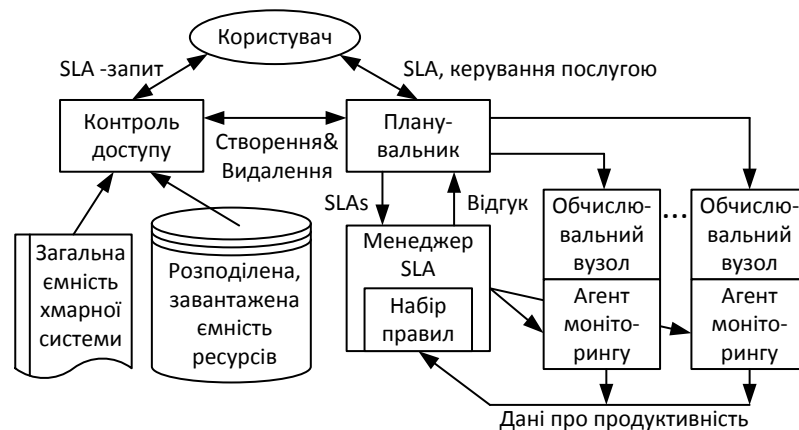 Користувач
SLA -запит
SLA, керування послугою
Контроль
доступу
Створення&
Видалення
Плану-
вальник
SLAs
Відгук
Загальна
ємність
хмарної
системи
Розподілена,
завантажена
ємність
ресурсів
Менеджер
SLA
Набір
правил
Обчислю-
вальний
вузол
Агент
моніто-
рингу
...
Обчислю-
вальний
вузол
Агент
моніто-
рингу
Дані про продуктивність